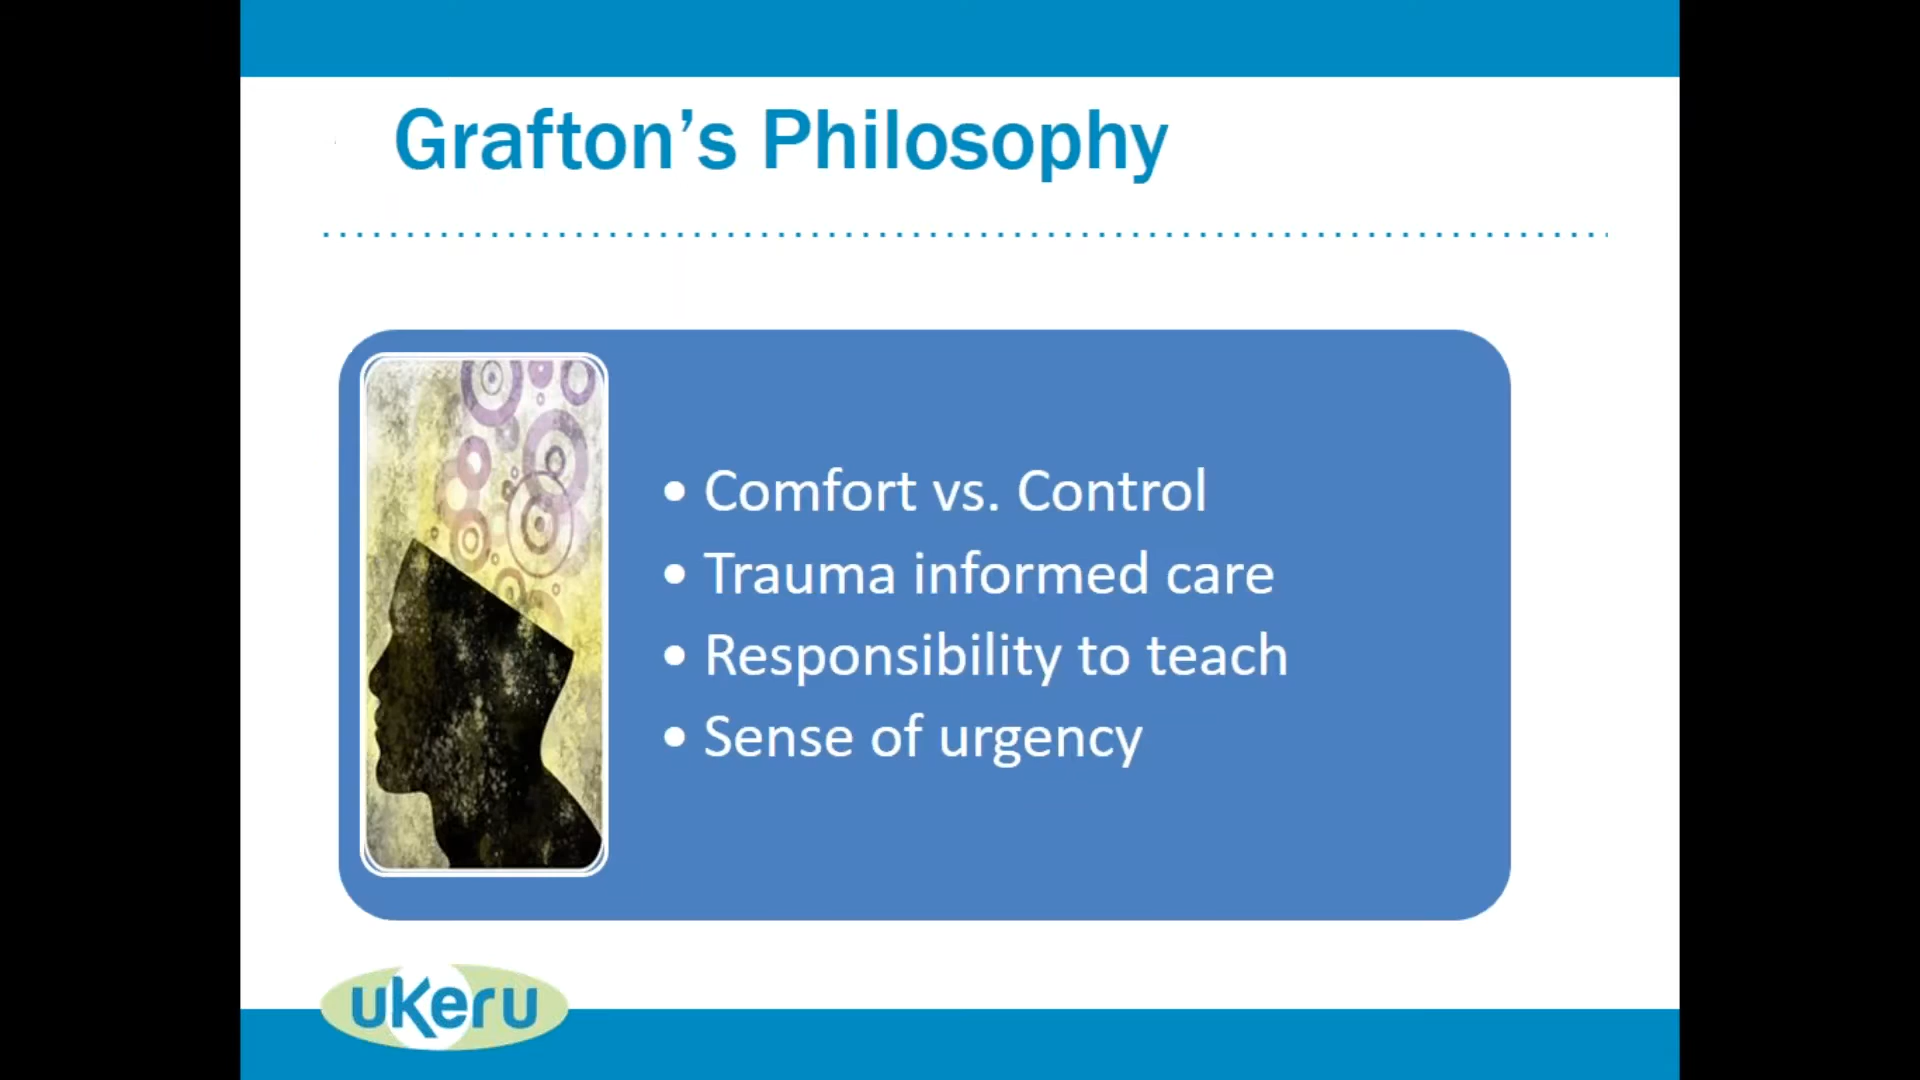 Grafton’s Philosophy
• Comfort vs. Control
• Trauma informed care
• Responsibility to teach
• Sense of urgency
uKeru